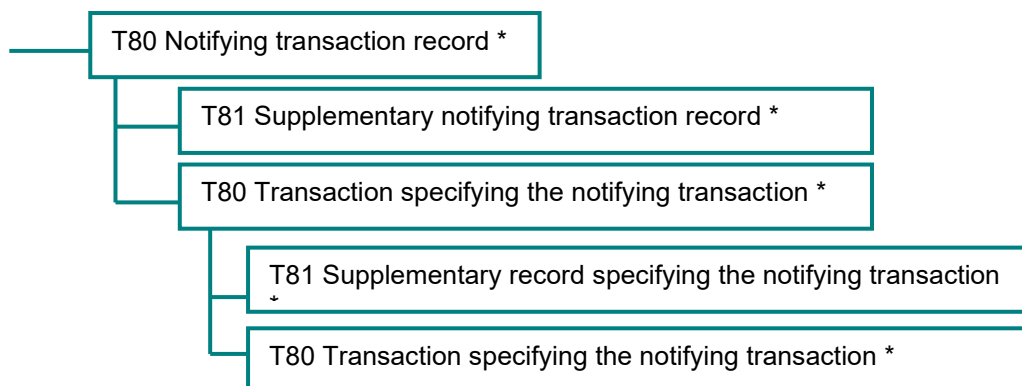 T80 Notifying transaction record *
T81 Supplementary notifying transaction record *
T80 Transaction specifying the notifying transaction *
T81 Supplementary record specifying the notifying transaction
*
T80 Transaction specifying the notifying transaction *